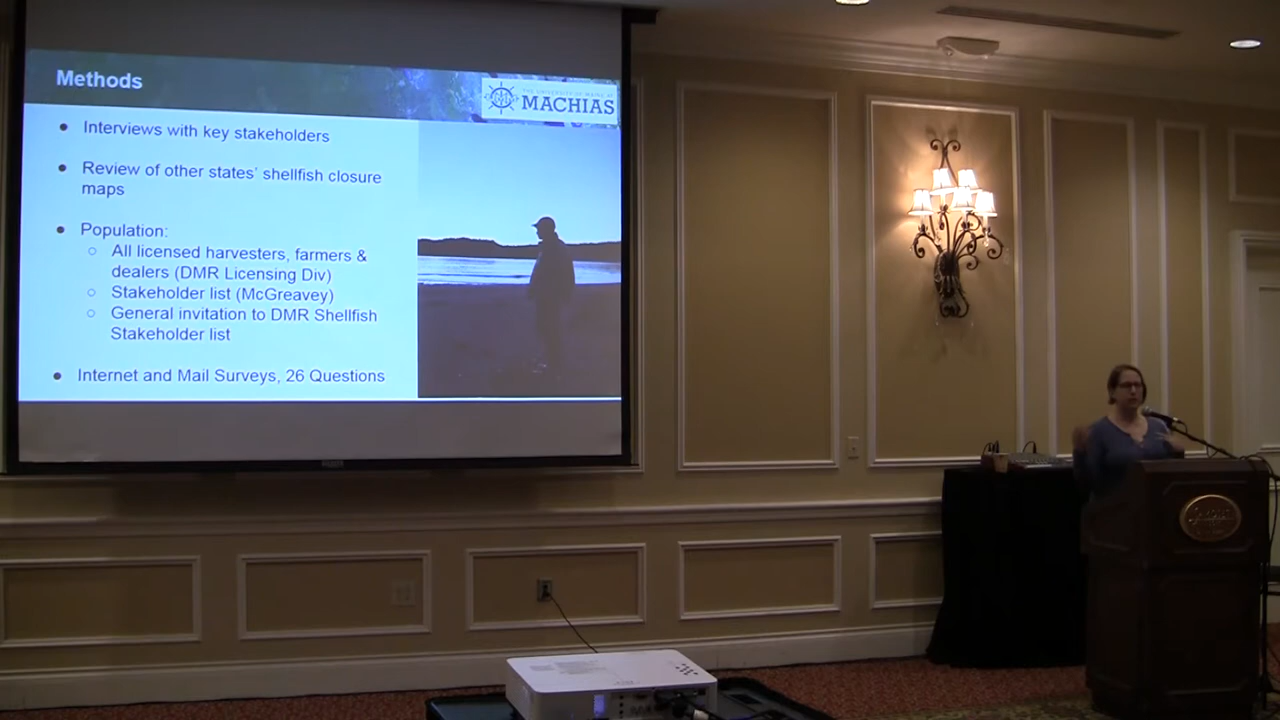 Methods
THE UNIVERSITY OF MAINE AT
MACHIAS
● Interviews with key stakeholders
● Review of other states' shellfish closure
maps
● Population:
○ All licensed harvesters, farmers &
dealers (DMR Licensing Div)
○ Stakeholder list (McGreavey)
○ General invitation to DMR Shellfish
Stakeholder list
● Internet and Mail Surveys, 26 Questions